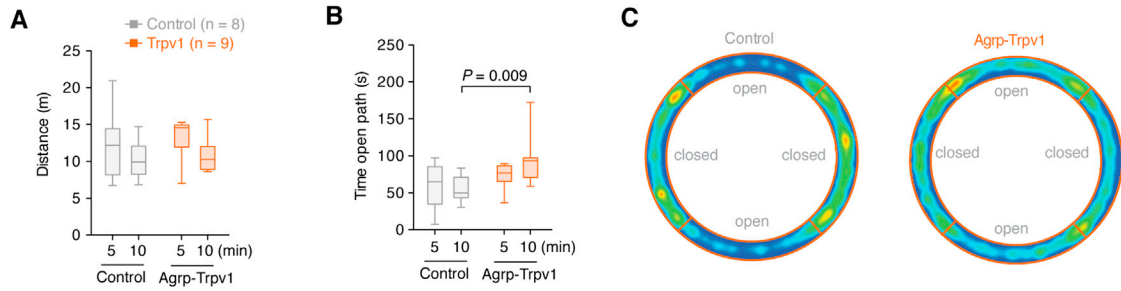 A
Control (n = 8)
Trpv1 (n = 9)
Distance (m)
25
20
15
10
5
0
5 10 5 10 (min)
Control Agrp-Trpv1
B
Time open path (s)
250
200
150
100
50
0
P = 0.009
5 10 5 10 (min)
Control Agrp-Trpv1
C
Control
open
closed closed
open
Agrp-Trpv1
open
closed closed
open